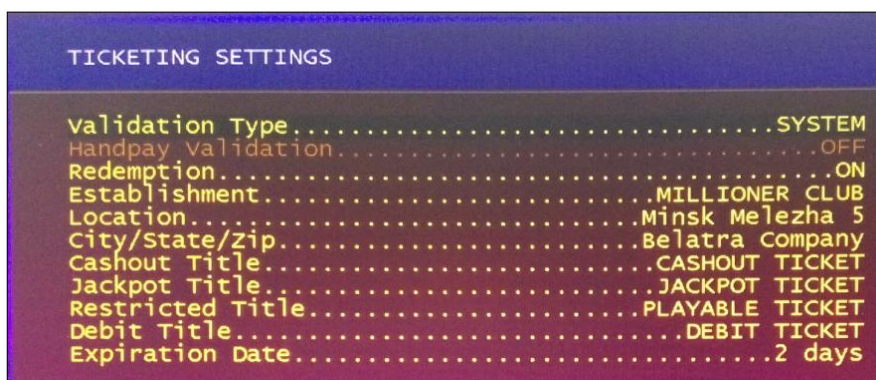 TICKETING SETTINGS
Validation Type.................................SYSTEM
Handpay Validation.................................OFF
Redemption..........................................ON
Establishment...........................MILLIONER CLUB
Location...............................Minsk Melezha 5
City/State/Zip.........................Belatra Company
Cashout Title...........................CASHOUT TICKET
Jackpot Title...........................JACKPOT TICKET
Restricted Title.......................PLAYABLE TICKET
Debit Title...............................DEBIT TICKET
Expiration Date.................................2 days